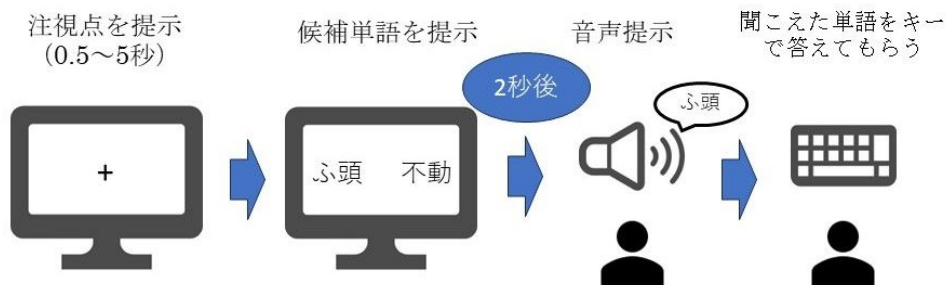 注視点を提示
(0.5～5秒)
候補単語を提示
音声提示
聞こえた単語をキー
で答えてもらう
2秒後
ふ頭
+
ふ頭 不動